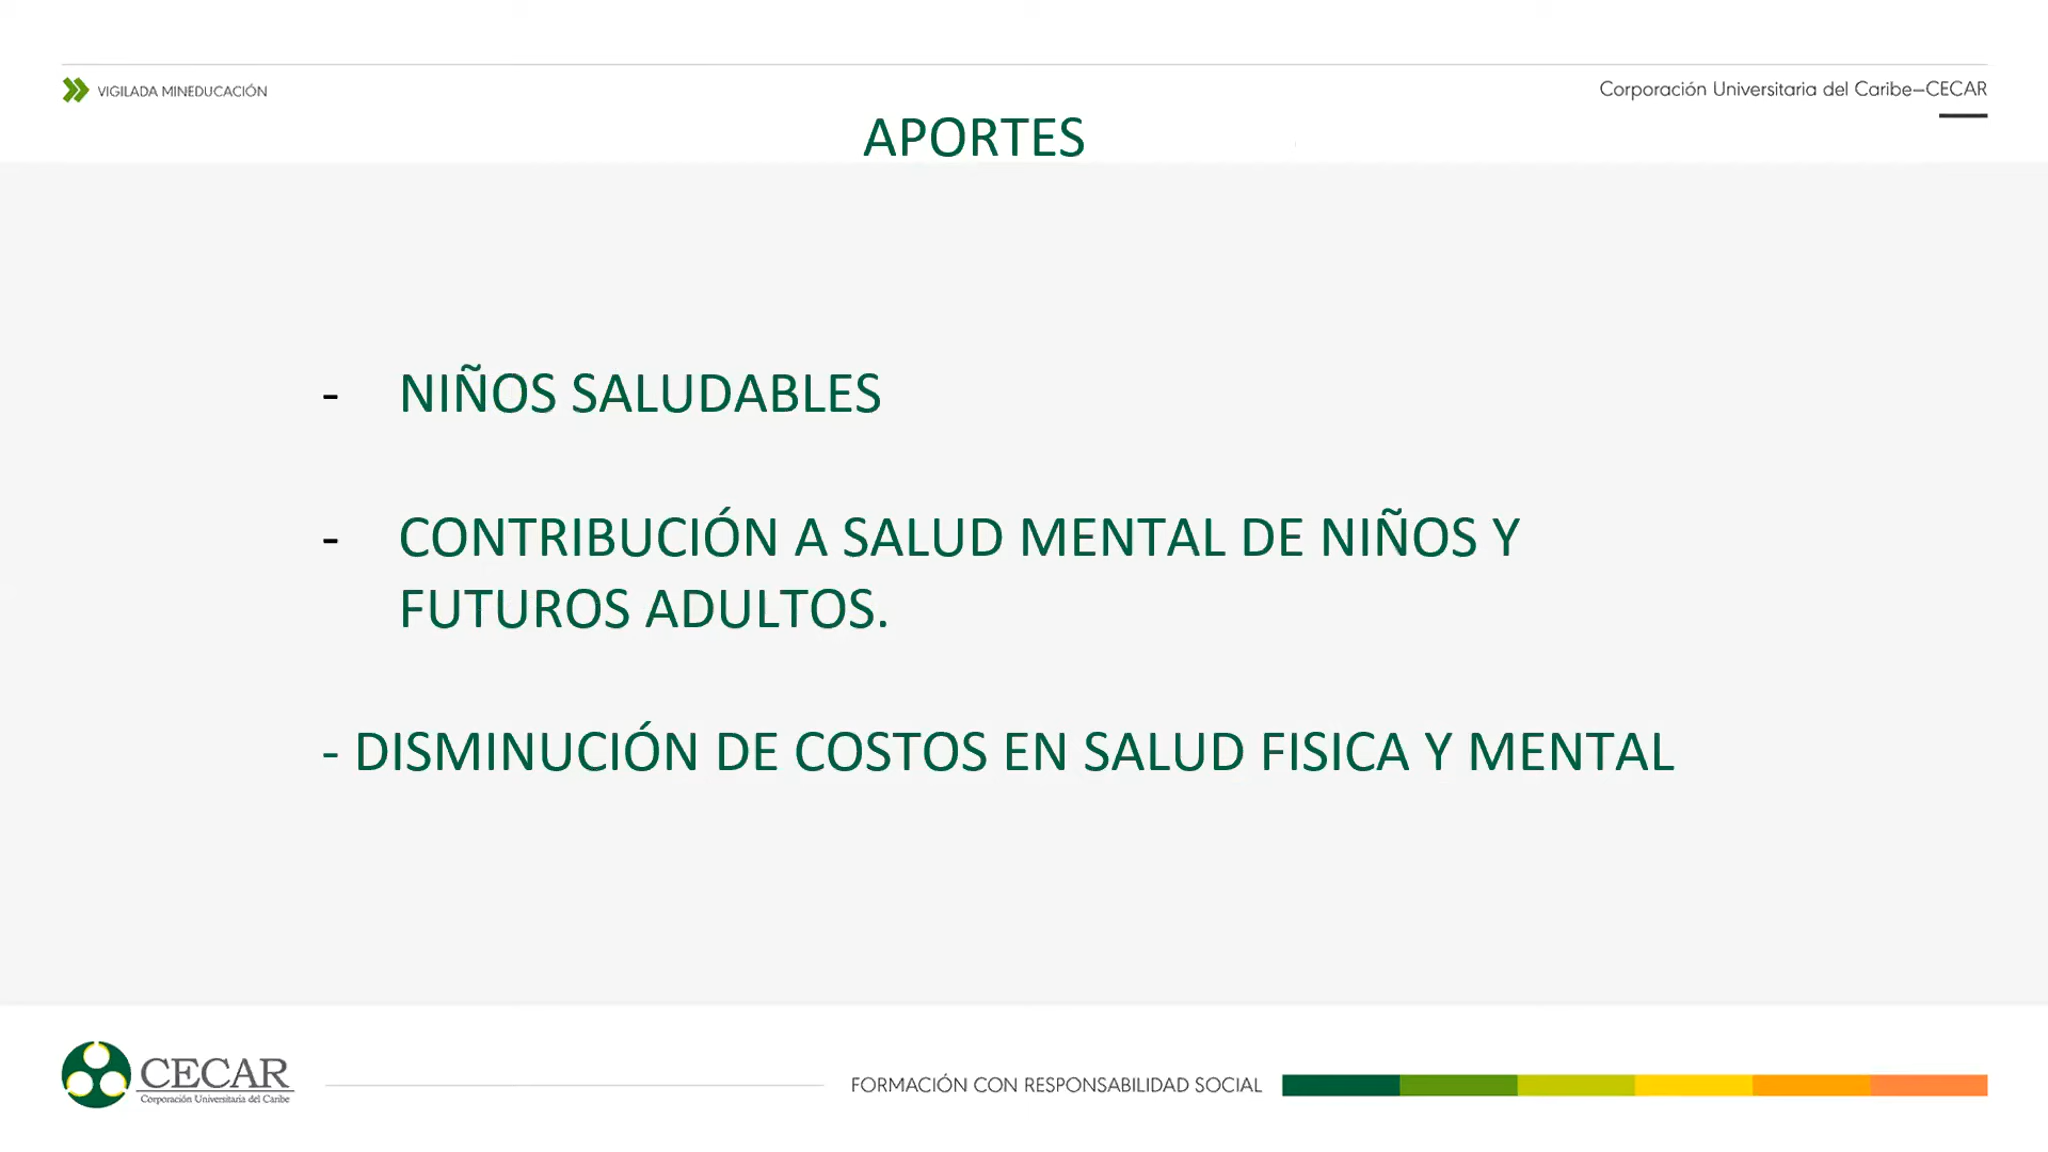 VIGILADA MINEDUCACIÓN
Corporación Universitaria del Caribe–CECAR
APORTES
- NIÑOS SALUDABLES
- CONTRIBUCIÓN A SALUD MENTAL DE NIÑOS Y
FUTUROS ADULTOS.
- DISMINUCIÓN DE COSTOS EN SALUD FISICA Y MENTAL
CECAR
Corporación Universitaria del Caribe
FORMACIÓN CON RESPONSABILIDAD SOCIAL